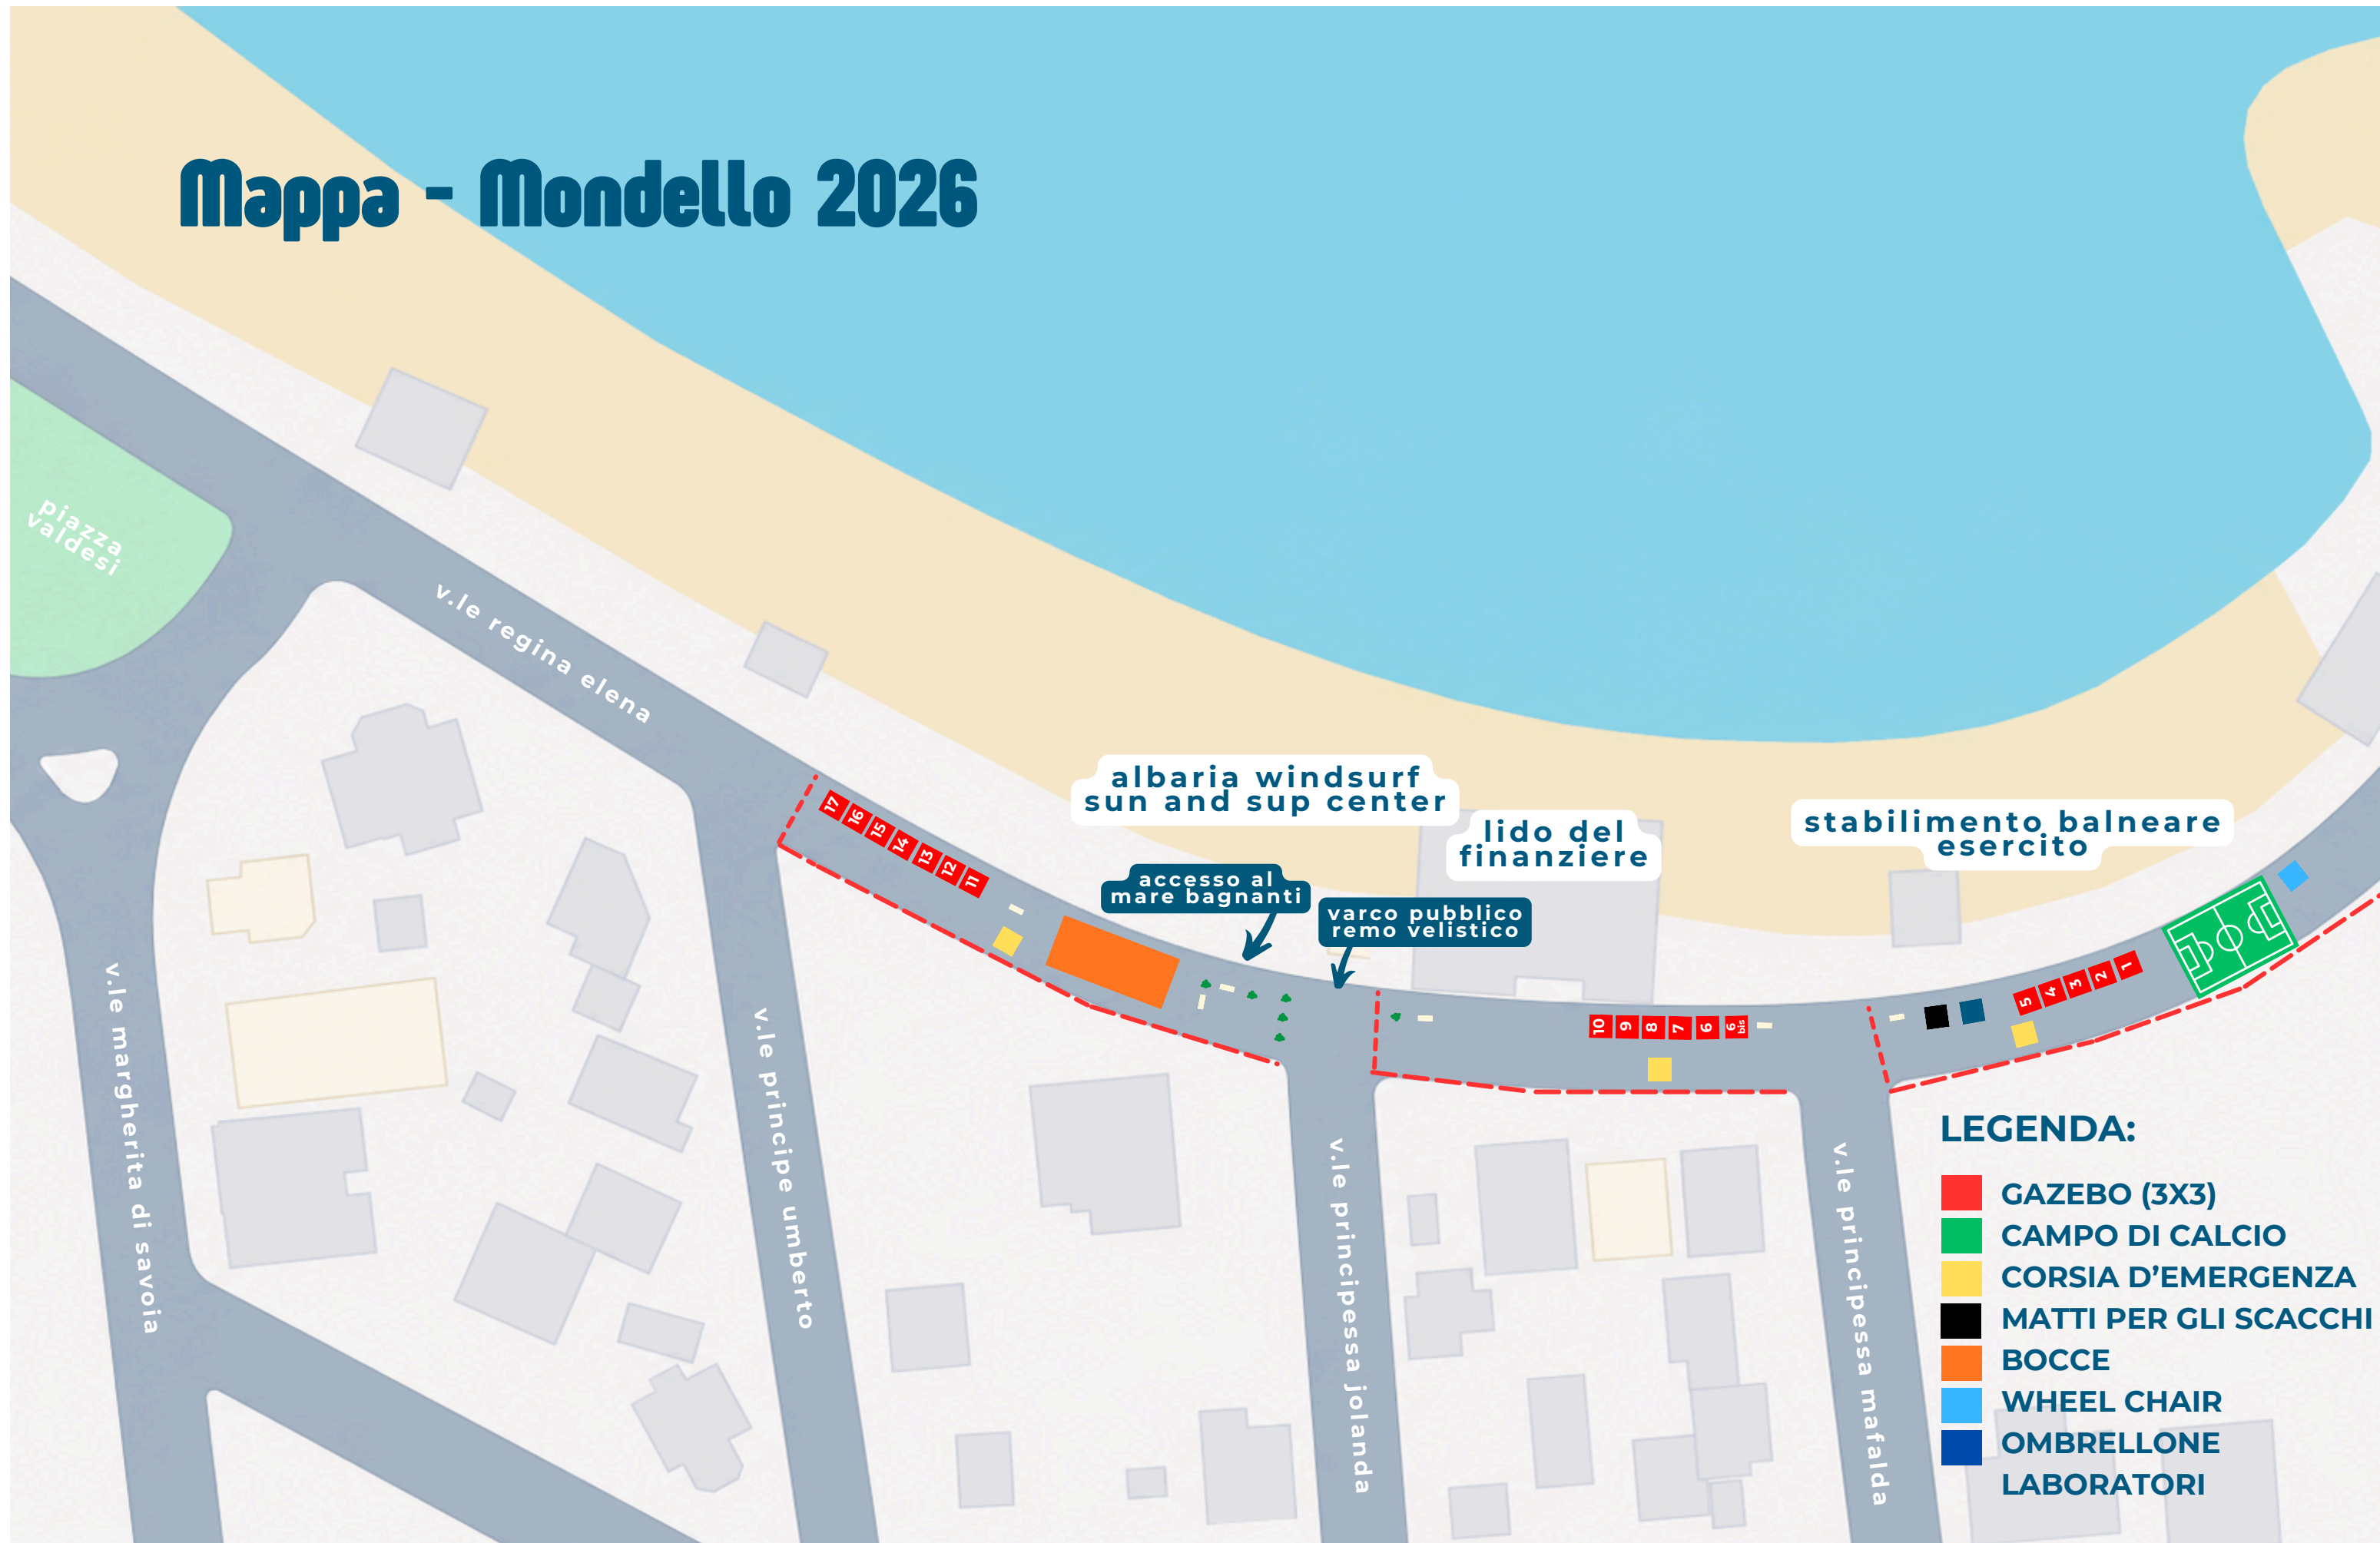 Mappa - Mondello 2026
piazza
valdesi
v.le regina elena
v.le margherita di savoia
v.le principe umberto
v.le principessa jolanda
v.le principessa mafalda
albaria windsurf
sun and sup center
lido del
finanziere
stabilimento balneare
esercito
accesso al
mare bagnanti
varco pubblico
remo velistico
17
16
15
14
13
12
11
10
9
8
7
6
6
bis
5
4
3
2
1
LEGENDA:
GAZEBO (3X3)
CAMPO DI CALCIO
CORSIA D’EMERGENZA
MATTI PER GLI SCACCHI
BOCCE
WHEEL CHAIR
OMBRELLONE
LABORATORI